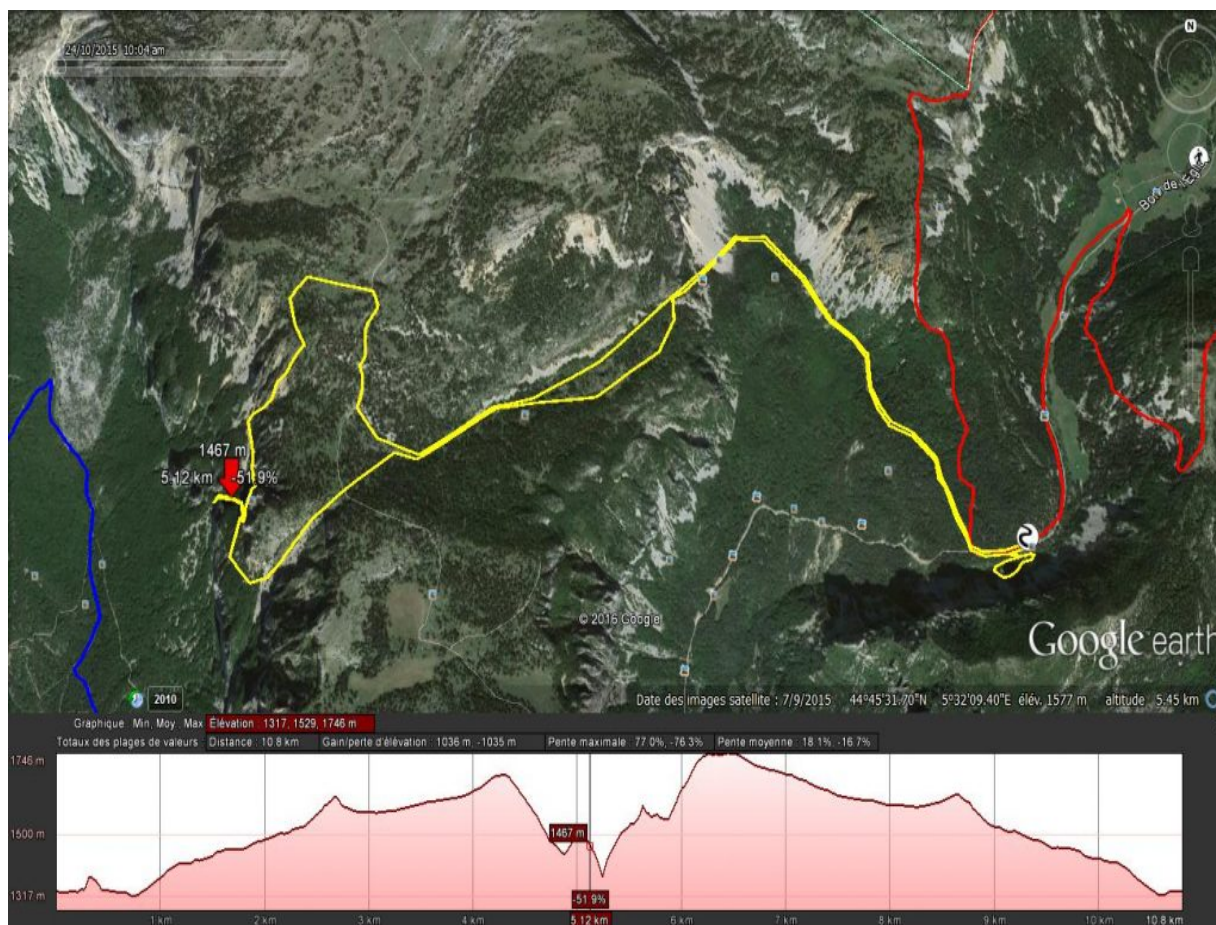 24/10/2015 10:04 am
N
Bon de l'Eglis
1467 m
5.12 km -51.9%
© 2016 Google
Google earth
2010
Date des images satellite : 7/9/2015 44°45'31.70"N 5°32'09.40"E élév. 1577 m altitude 5.45 km
Graphique : Min, Moy, Max Élévation : 1317, 1529, 1746 m
Totaux des plages de valeurs : Distance : 10.8 km Gain/perte d'élévation : 1036 m, -1035 m Pente maximale : 77.0%, -76.3% Pente moyenne : 18.1%, -16.7%
1746 m
1500 m
1467 m
1317 m
-51.9%
1 km 2 km 3 km 4 km 5.12 km 6 km 7 km 8 km 9 km 10 km 10.8 km